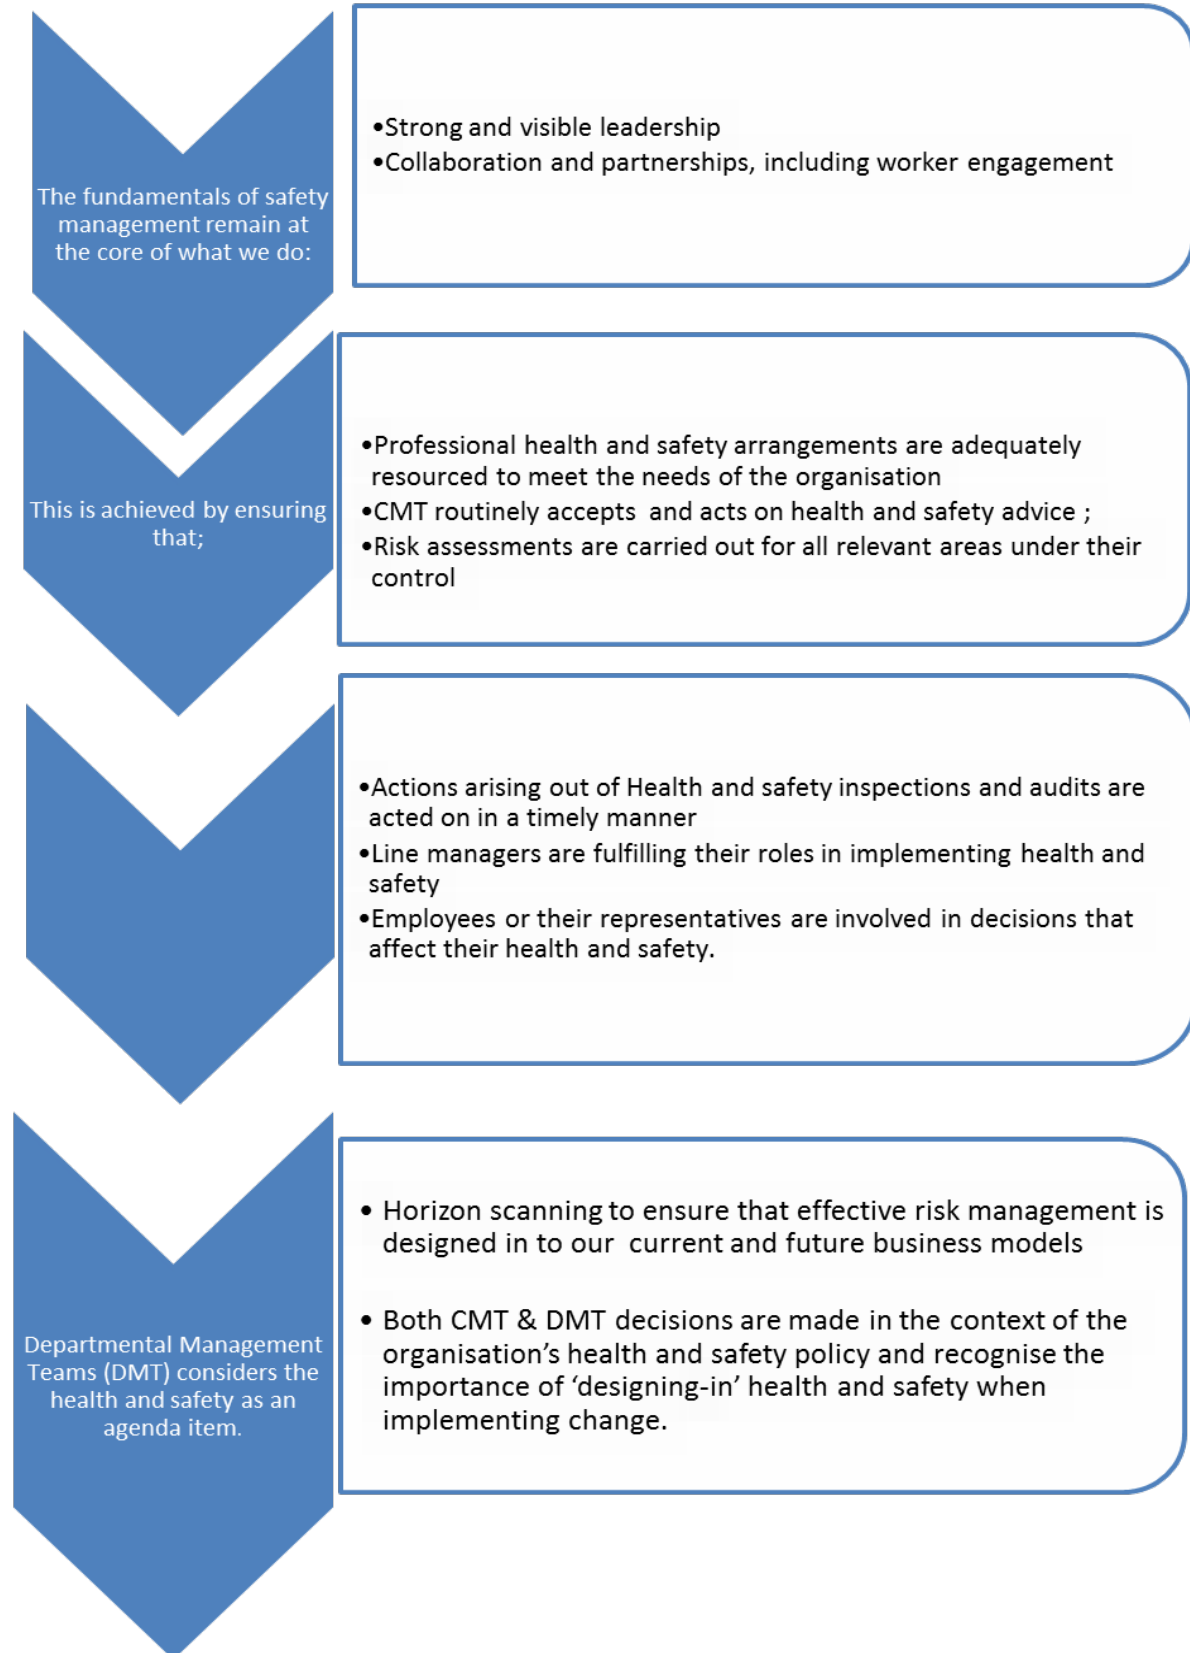 The fundamentals of safety
management remain at
the core of what we do:
•Strong and visible leadership
•Collaboration and partnerships, including worker engagement
This is achieved by ensuring
that;
•Professional health and safety arrangements are adequately
resourced to meet the needs of the organisation
•CMT routinely accepts and acts on health and safety advice ;
•Risk assessments are carried out for all relevant areas under their
control
•Actions arising out of Health and safety inspections and audits are
acted on in a timely manner
•Line managers are fulfilling their roles in implementing health and
safety
•Employees or their representatives are involved in decisions that
affect their health and safety.
Departmental Management
Teams (DMT) considers the
health and safety as an
agenda item.
• Horizon scanning to ensure that effective risk management is
designed in to our current and future business models
• Both CMT & DMT decisions are made in the context of the
organisation’s health and safety policy and recognise the
importance of ‘designing-in’ health and safety when
implementing change.